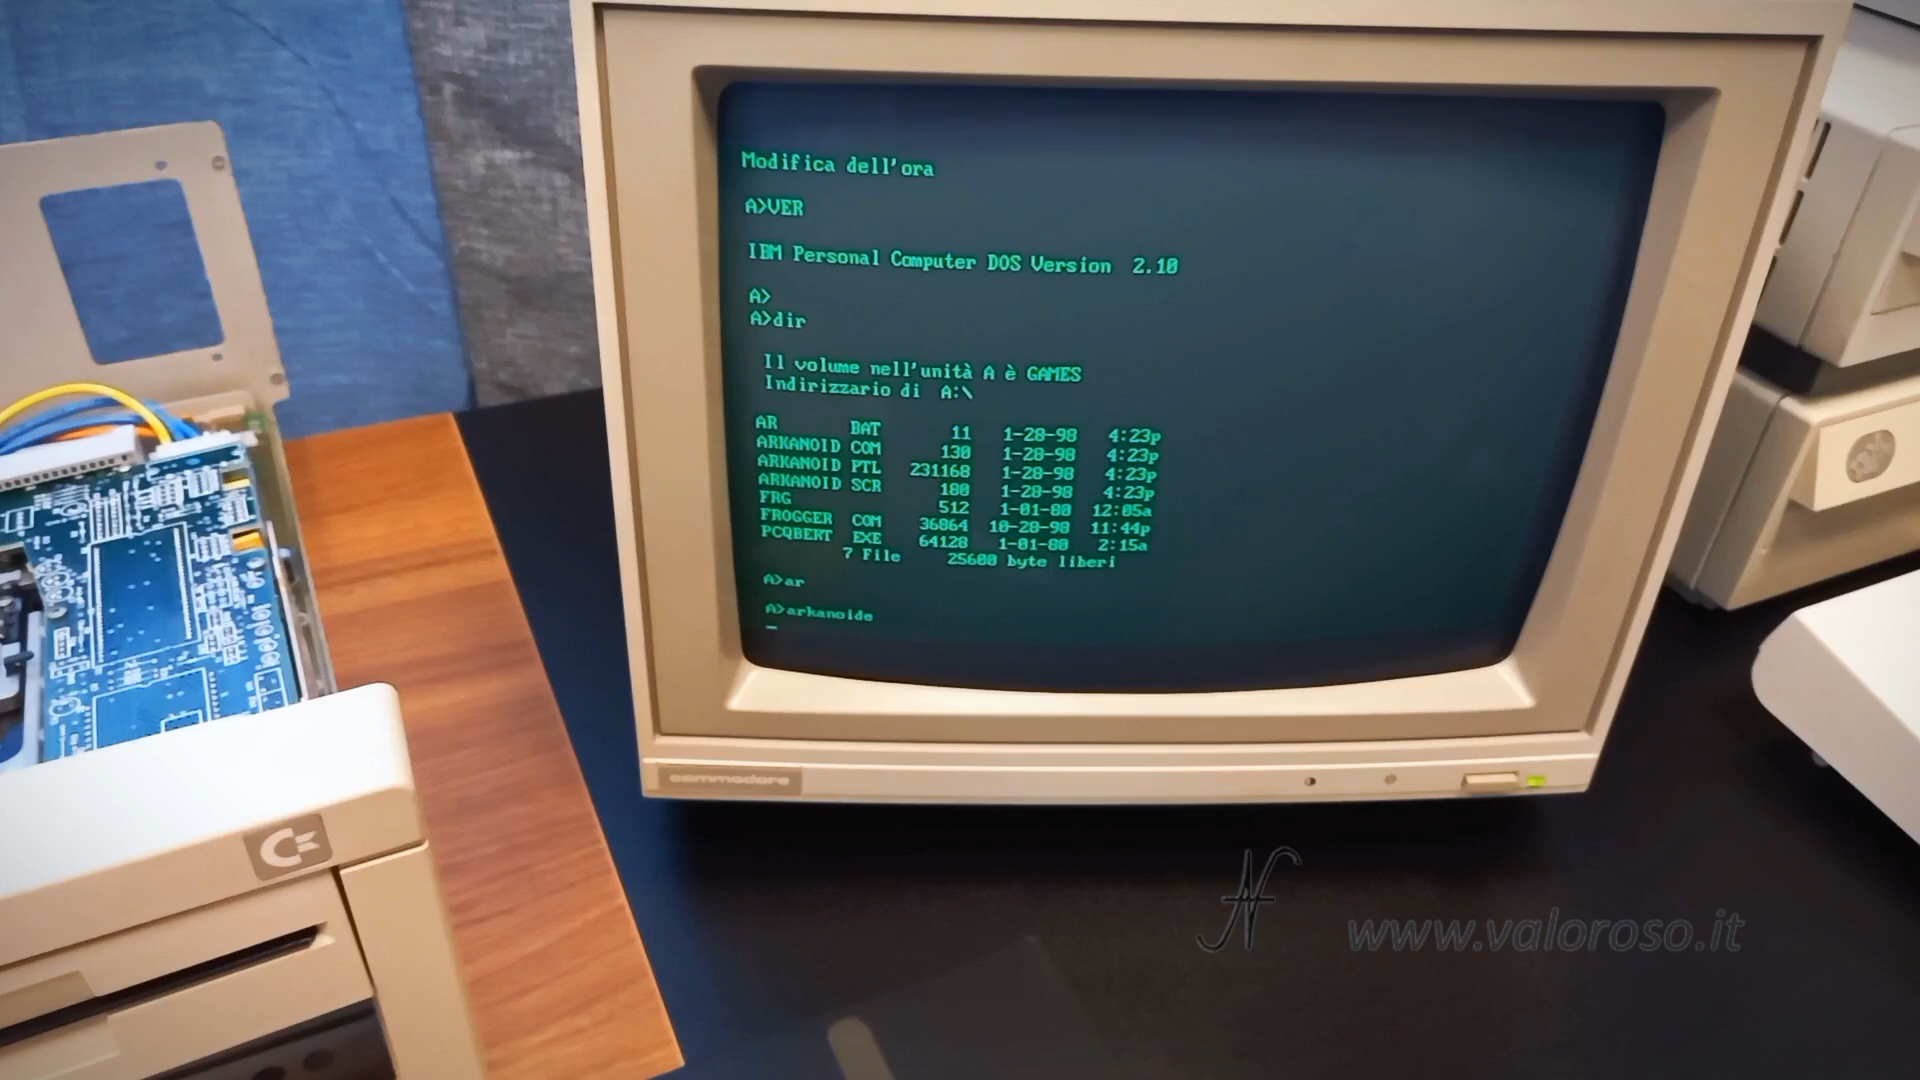 Modifica dell'ora
A>VER
IBM Personal Computer DOS Version 2.10
A>
A>dir
Il volume nell'unità A è GAMES
Indirizzario di A:\
AR BAT 11 1-28-98 4:23p
ARKANOID COM 130 1-28-98 4:23p
ARKANOID PTL 231168 1-28-98 4:23p
ARKANOID SCR 180 1-28-98 4:23p
FRG 512 1-01-80 12:05a
FROGGER COM 36864 10-28-98 11:44p
PCQBERT EXE 64128 1-01-80 2:15a
7 File 25600 byte liberi
A>ar
A>arkanoide
commodore
www.valoroso.it